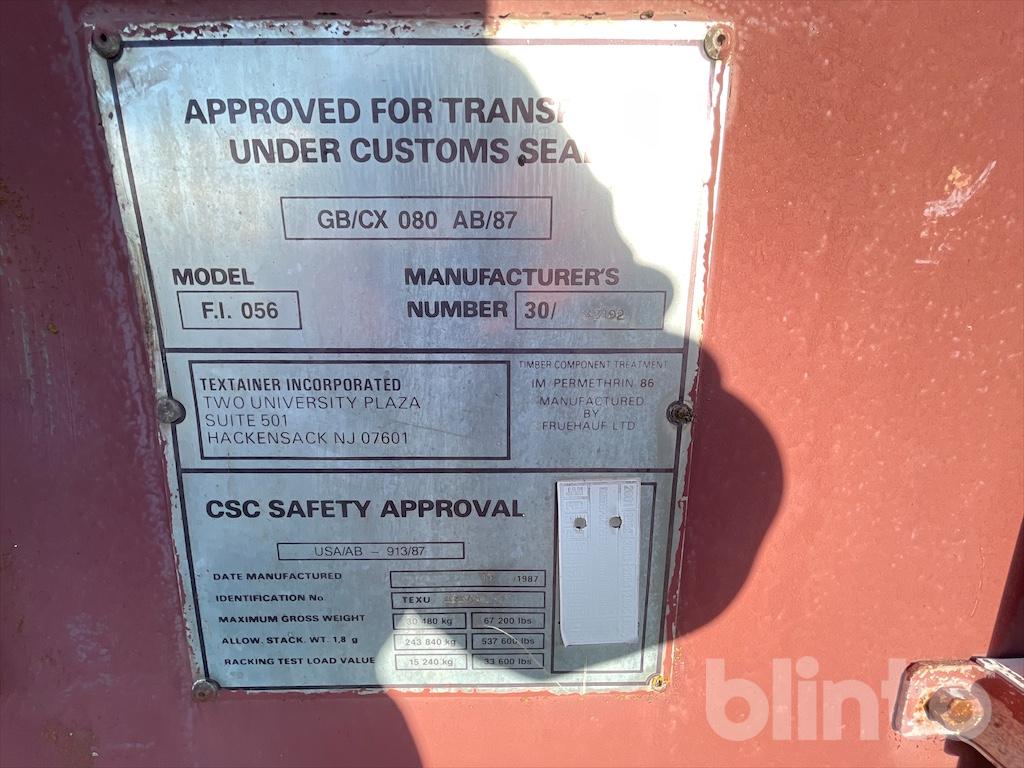 APPROVED FOR
UNDER CUSTOMS
GB/CX 080 AB/87
MODEL
F.I. 056
MANUFACTURER'S
NUMBER 30/
TEXTAINER INCORPORATED
TWO UNIVERSITY PLAZA
SUITE 501
HACKENSACK NJ 07601
TIMBER COMPONENT TREATMENT
IM PERMETHRIN 86
MANUFACTURED
BY
FRUEHAUF LTD
CSC SAFETY APPROVAL
USA/AB - 913/87
DATE MANUFACTURED /1987
IDENTIFICATION No. TEXU
MAXIMUM GROSS WEIGHT 30 480 kg 67 200 lbs
ALLOW. STACK. WT. 1,8 g 243 840 kg 537 600 lbs
RACKING TEST LOAD VALUE 15 240 kg 33 600 lbs
blinto